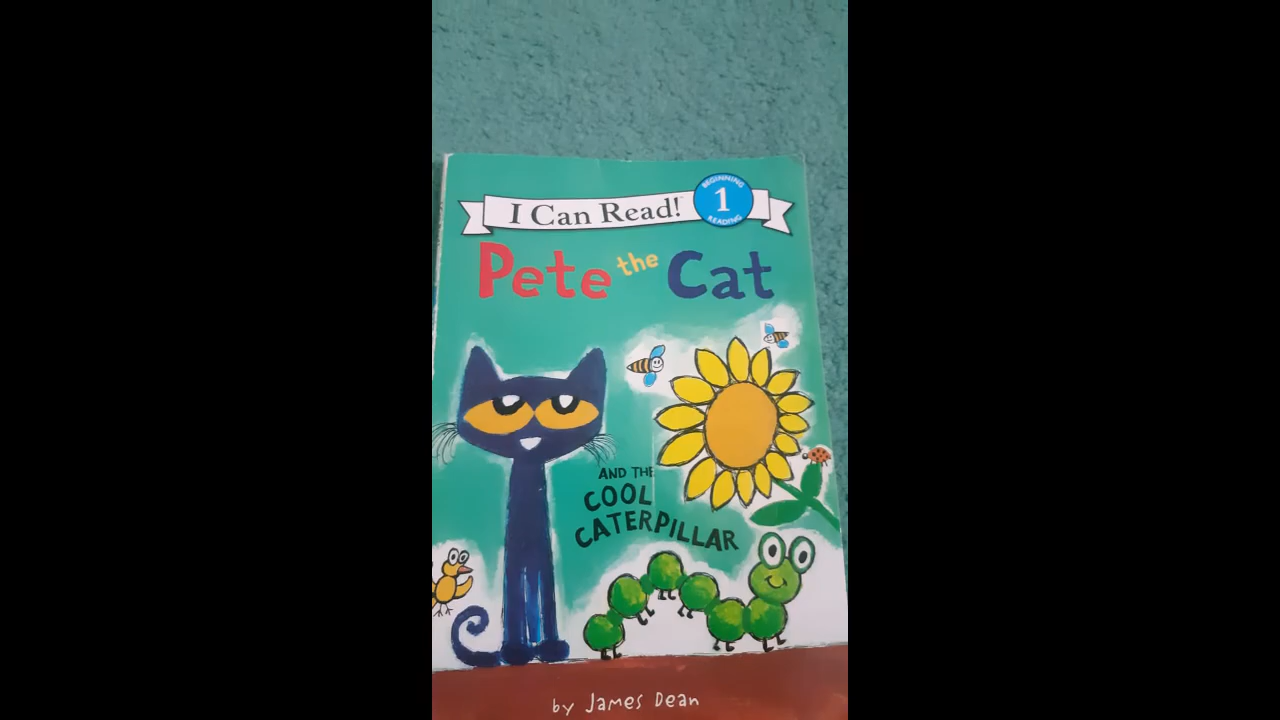 I Can Read!
BEGINNING
1
READING
Pete the Cat
AND THE
COOL
CATERPILLAR
by James Dean